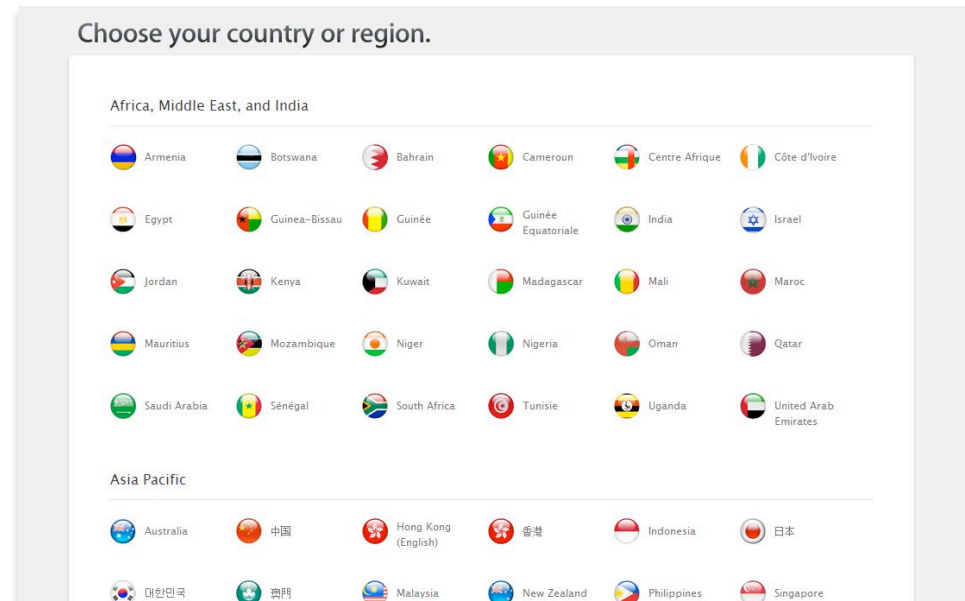 Choose your country or region.
Africa, Middle East, and India
Armenia
Botswana
Bahrain
Cameroun
Centre Afrique
Côte d'Ivoire
Egypt
Guinea-Bissau
Guinée
Guinée
Equatoriale
India
Israel
Jordan
Kenya
Kuwait
Madagascar
Mali
Maroc
Mauritius
Mozambique
Niger
Nigeria
Oman
Qatar
Saudi Arabia
Sénégal
South Africa
Tunisie
Uganda
United Arab
Emirates
Asia Pacific
Australia
中国
Hong Kong
(English)
香港
Indonesia
日本
대한민국
澳門
Malaysia
New Zealand
Philippines
Singapore